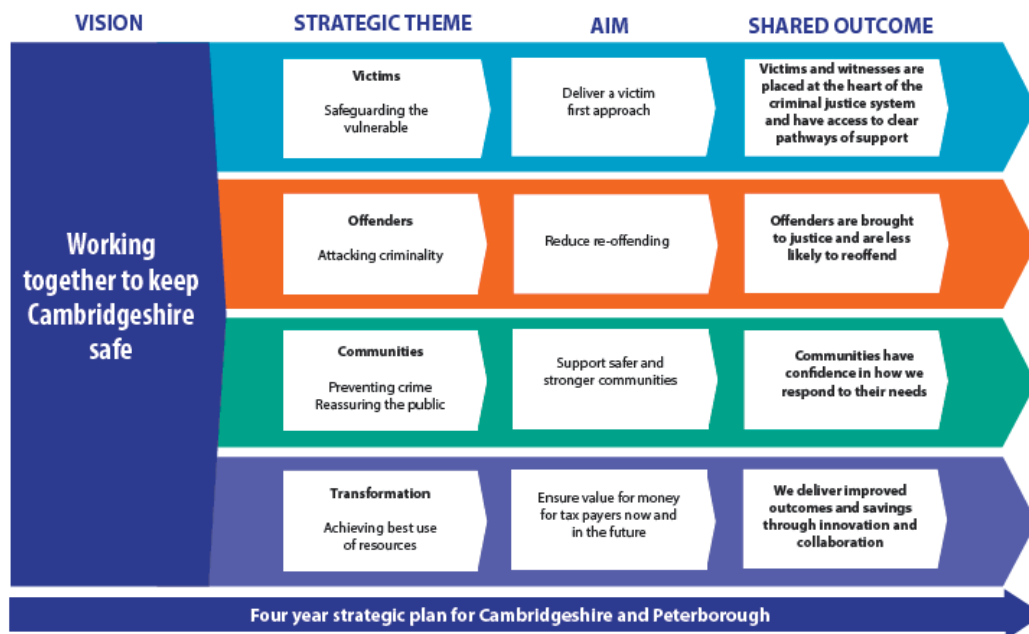 VISION
STRATEGIC THEME
AIM
SHARED OUTCOME
Working
together to keep
Cambridgeshire
safe
Victims
Safeguarding the
vulnerable
Deliver a victim
first approach
Victims and witnesses are
placed at the heart of the
criminal justice system
and have access to clear
pathways of support
Offenders
Attacking criminality
Reduce re-offending
Offenders are brought
to justice and are less
likely to reoffend
Communities
Preventing crime
Reassuring the public
Support safer and
stronger communities
Communities have
confidence in how we
respond to their needs
Transformation
Achieving best use
of resources
Ensure value for money
for tax payers now and
in the future
We deliver improved
outcomes and savings
through innovation and
collaboration
Four year strategic plan for Cambridgeshire and Peterborough